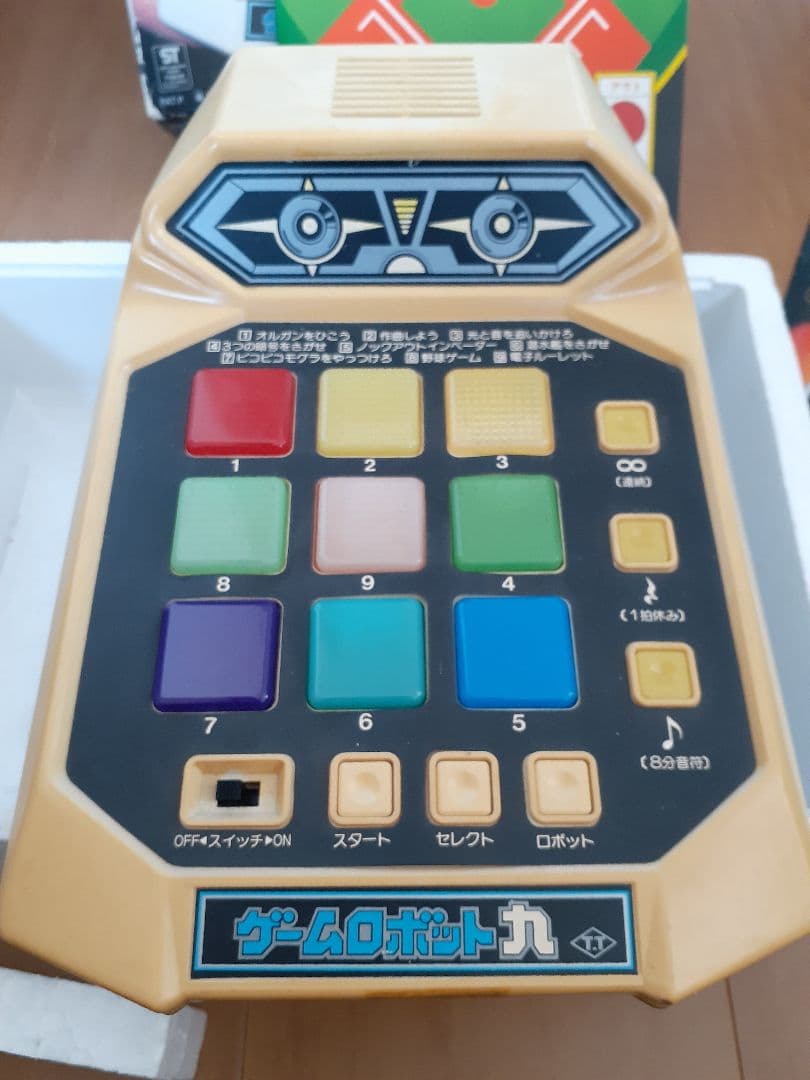 ST
アウト
1 オルガンをひこう 2 作曲しよう 3 光と音を追いかけろ
4 3つの暗号をさがせ 5 ノックアウトインベーダー 6 潜水艦をさがせ
7 ピコピコモグラをやっつけろ 8 野球ゲーム 9 電子ルーレット
1 2 3
∞
(連続)
8 9 4
(1拍休み)
7 6 5
♪
(8分音符)
OFF◀スイッチ▶ON スタート セレクト ロボット
ゲームロボット九 T.T